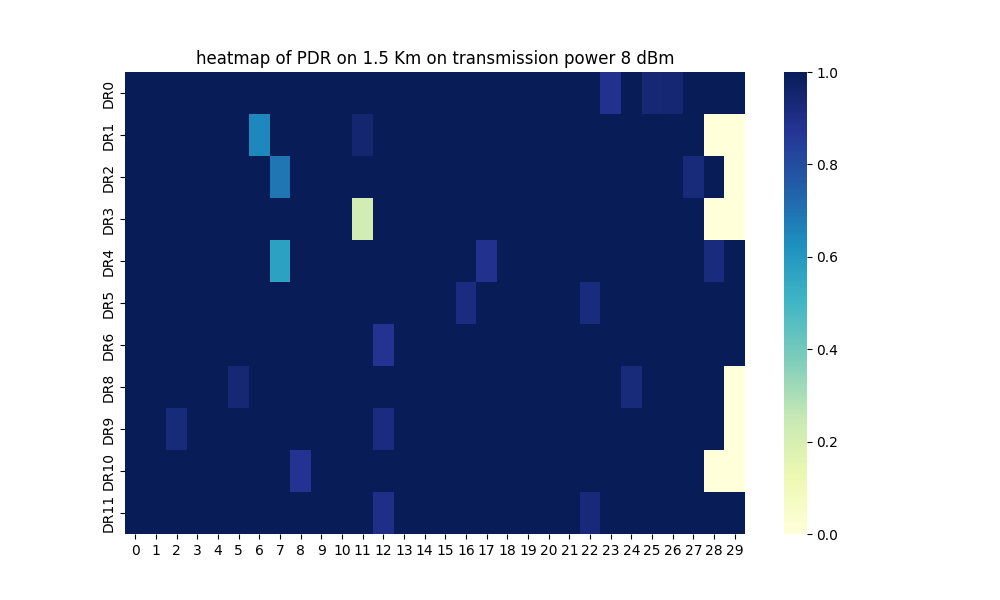 heatmap of PDR on 1.5 Km on transmission power 8 dBm
DR0
DR1
DR2
DR3
DR4
DR5
DR6
DR8
DR9
DR10
DR11
0 1 2 3 4 5 6 7 8 9 10 11 12 13 14 15 16 17 18 19 20 21 22 23 24 25 26 27 28 29
1.0
0.8
0.6
0.4
0.2
0.0